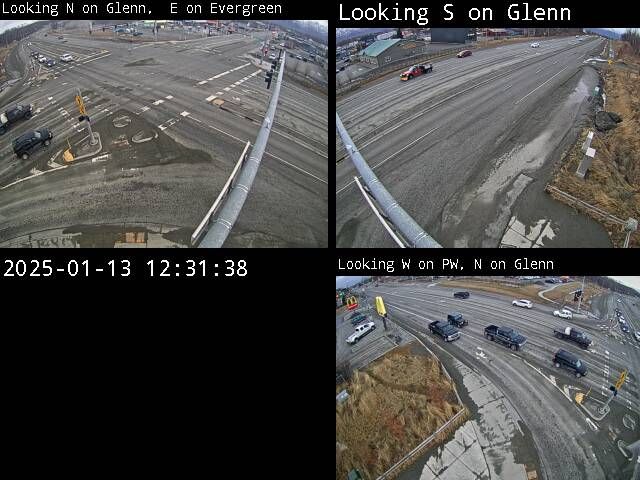 Looking N on Glenn,  E on Evergreen
Looking S on Glenn
2025-01-13 12:31:38
Looking W on PW, N on Glenn